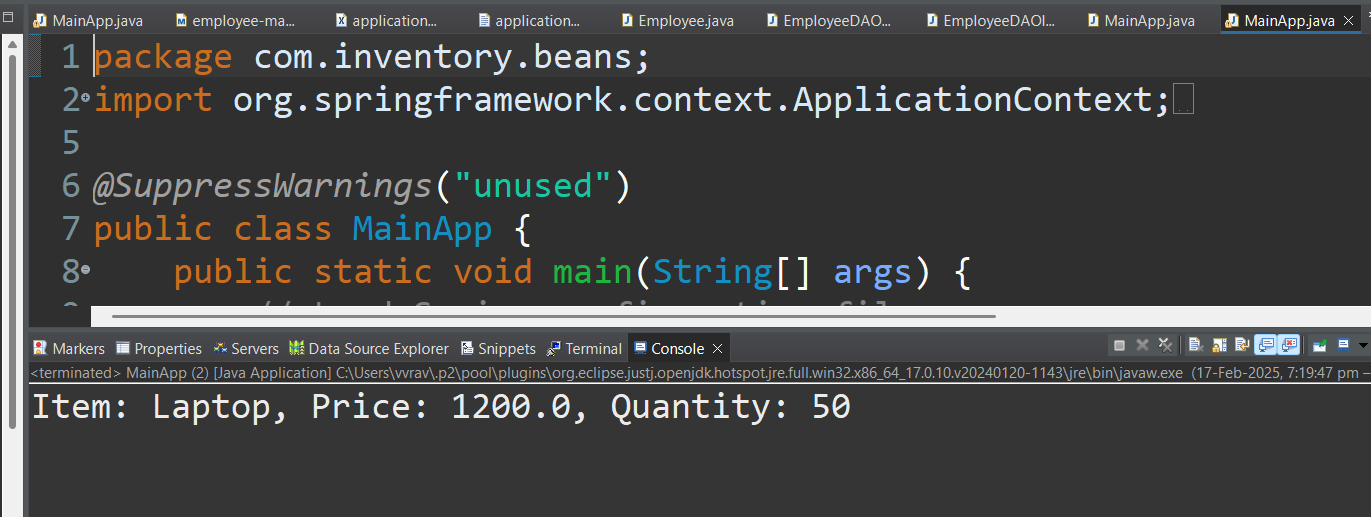 MainApp.java employee-ma... application... application... Employee.java EmployeeDAO... EmployeeDAOI... MainApp.java MainApp.java
1 package com.inventory.beans;
2 import org.springframework.context.ApplicationContext;
5
6 @SuppressWarnings("unused")
7 public class MainApp {
8 public static void main(String[] args) {
Markers Properties Servers Data Source Explorer Snippets Terminal Console
<terminated> MainApp (2) [Java Application] C:\Users\vvrav\.p2\pool\plugins\org.eclipse.justj.openjdk.hotspot.jre.full.win32.x86_64_17.0.10.v20240120-1143\jre\bin\javaw.exe (17-Feb-2025, 7:19:47 pm –
Item: Laptop, Price: 1200.0, Quantity: 50